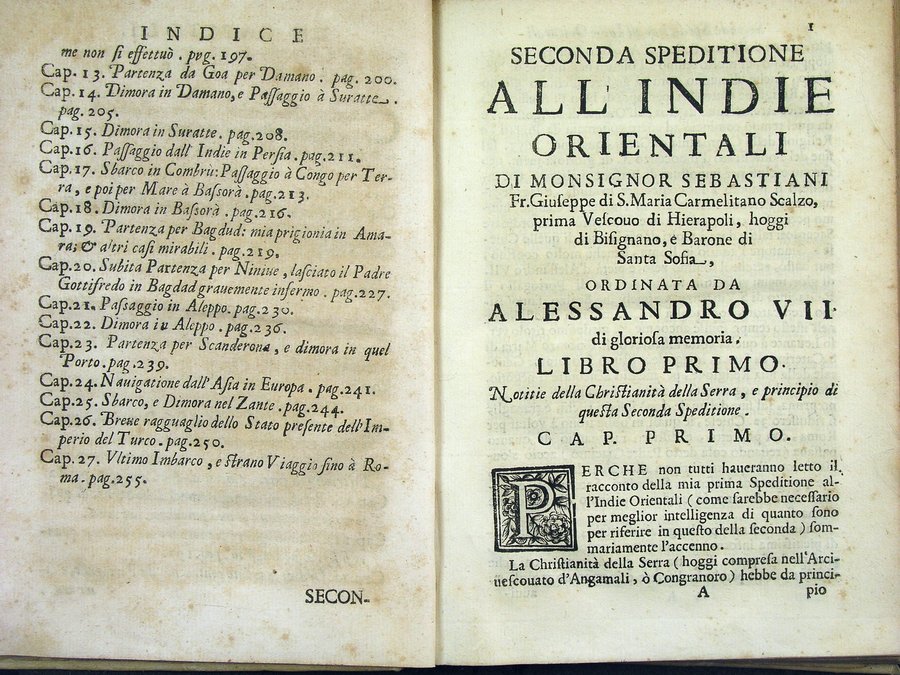 INDICE
me non si effettuò . pvg. 197.
Cap. 13. Partenza da Goa per Damano . pag. 200.
Cap. 14. Dimora in Damano, e Passaggio à Suratte .
pag. 205.
Cap. 15. Dimora in Suratte . pag. 208.
Cap. 16. Passaggio dall' Indie in Persia . pag. 211.
Cap. 17. Sbarco in Combrù: Passaggio à Congo per Ter-
ra, e poi per Mare à Bassorà . pag. 213.
Cap. 18. Dimora in Bassorà . pag. 216.
Cap. 19. Partenza per Bagdud: mia prigionia in Ama-
ra; & altri casi mirabili . pag. 219.
Cap. 20. Subita Partenza per Niniue , lasciato il Padre
Gottifredo in Bagdad grauemente infermo . pag. 227.
Cap. 21. Passaggio in Aleppo. pag. 230.
Cap. 22. Dimora in Aleppo . pag. 236.
Cap. 23. Partenza per Scanderona , e dimora in quel
Porto . pag. 239.
Cap. 24. Nauigatione dall' Asia in Europa . pag. 241.
Cap. 25. Sbarco, e Dimora nel Zante . pag. 244.
Cap. 26. Breue ragguaglio dello Stato presente dell' Im-
perio del Turco . pag. 250.
Cap. 27. Vltimo Imbarco , e strano Viaggio fino à Ro-
ma . pag. 255.
SECON-
1
SECONDA SPEDITIONE
ALL'INDIE
ORIENTALI
DI MONSIGNOR SEBASTIANI
Fr. Giuseppe di S. Maria Carmelitano Scalzo,
prima Vescouo di Hierapoli, hoggi
di Bisignano, e Barone di
Santa Sofia ,
ORDINATA DA
ALESSANDRO VII.
di gloriosa memoria .
LIBRO PRIMO.
Notitie della Christianità della Serra , e principio di
questa Seconda Speditione .
CAP. PRIMO.
PERCHE non tutti haueranno letto il
racconto della mia prima Speditione al-
l'Indie Orientali ( come sarebbe necessario
per meglior intelligenza di quanto sono
per riferire in questo della seconda ) som-
mariamente l'accenno .
La Christianità della Serra ( hoggi compresa nell'Arci-
uescouato d'Angamali, ò Congranoro ) hebbe da princi-
A pio